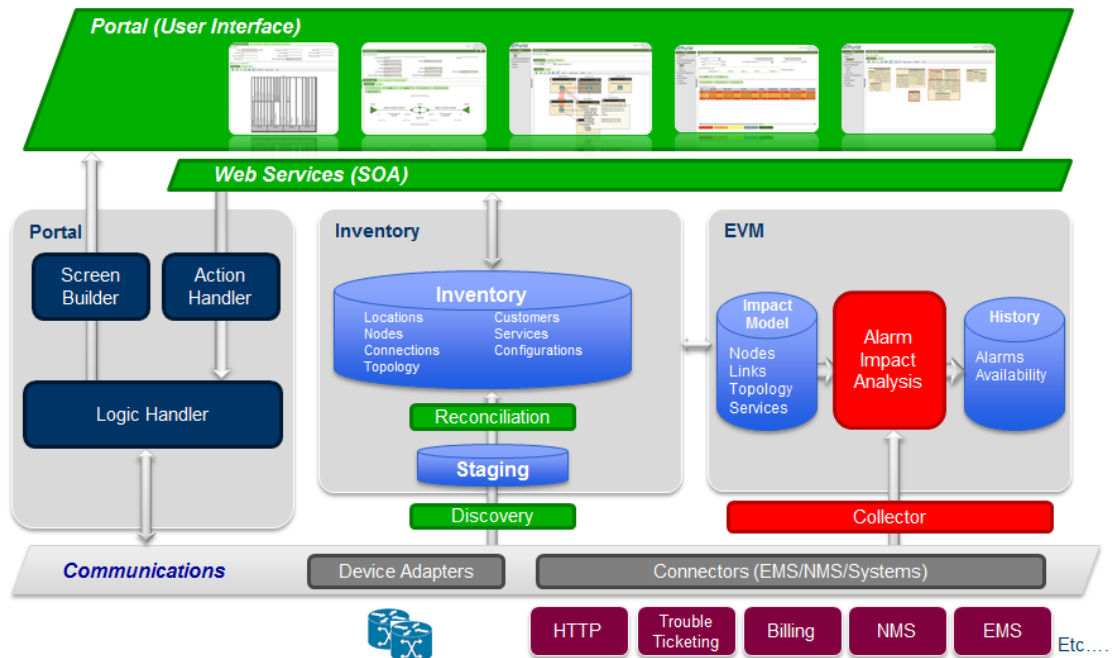 Portal (User Interface)
Web Services (SOA)
Portal
Screen
Builder
Action
Handler
Logic Handler
Inventory
Inventory
Locations
Nodes
Connections
Topology
Customers
Services
Configurations
Reconciliation
Staging
Discovery
EVM
Impact
Model
Nodes
Links
Topology
Services
Alarm
Impact
Analysis
History
Alarms
Availability
Collector
Communications
Device Adapters
Connectors (EMS/NMS/Systems)
HTTP
Trouble
Ticketing
Billing
NMS
EMS
Etc....